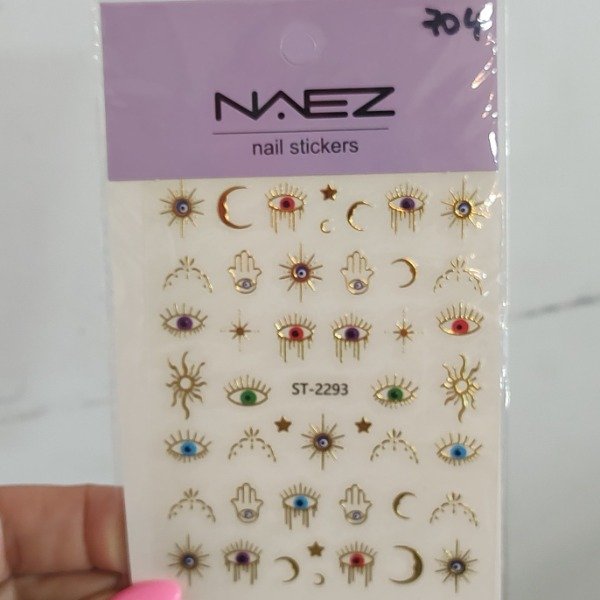 704
NAEZ
nail stickers
ST-2293